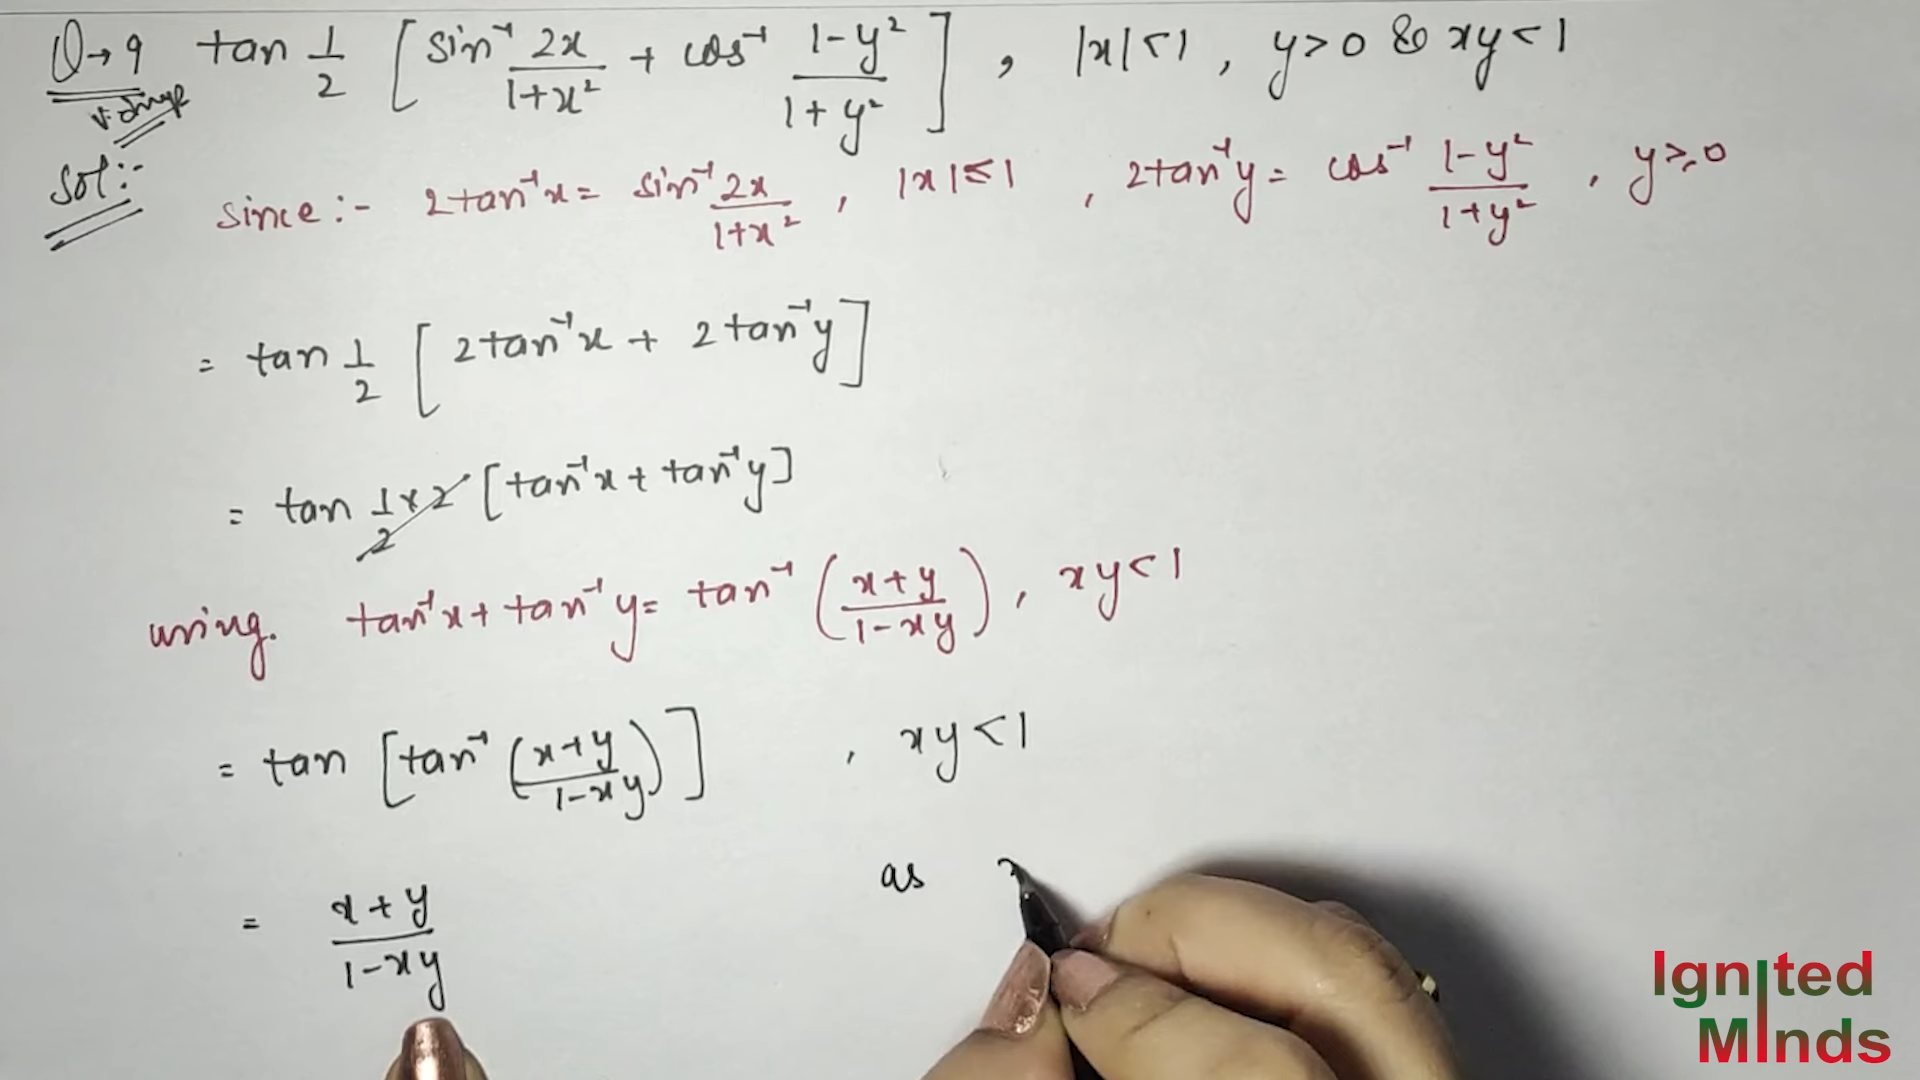 Q→9 tan 1/2 [sin⁻¹ 2x/1+x² + cos⁻¹ 1-y²/1+y²], |x|<1, y>0 & xy<1
v.imp
Sol:-
Since:- 2tan⁻¹x = sin⁻¹ 2x/1+x², |x|≤1, 2tan⁻¹y = cos⁻¹ 1-y²/1+y², y≥0
= tan 1/2 [2tan⁻¹x + 2tan⁻¹y]
= tan 1/2 × 2 [tan⁻¹x + tan⁻¹y]
using. tan⁻¹x + tan⁻¹y = tan⁻¹ (x+y/1-xy), xy<1
= tan [tan⁻¹ (x+y/1-xy)], xy<1
= x+y/1-xy as x
Ignited
Minds